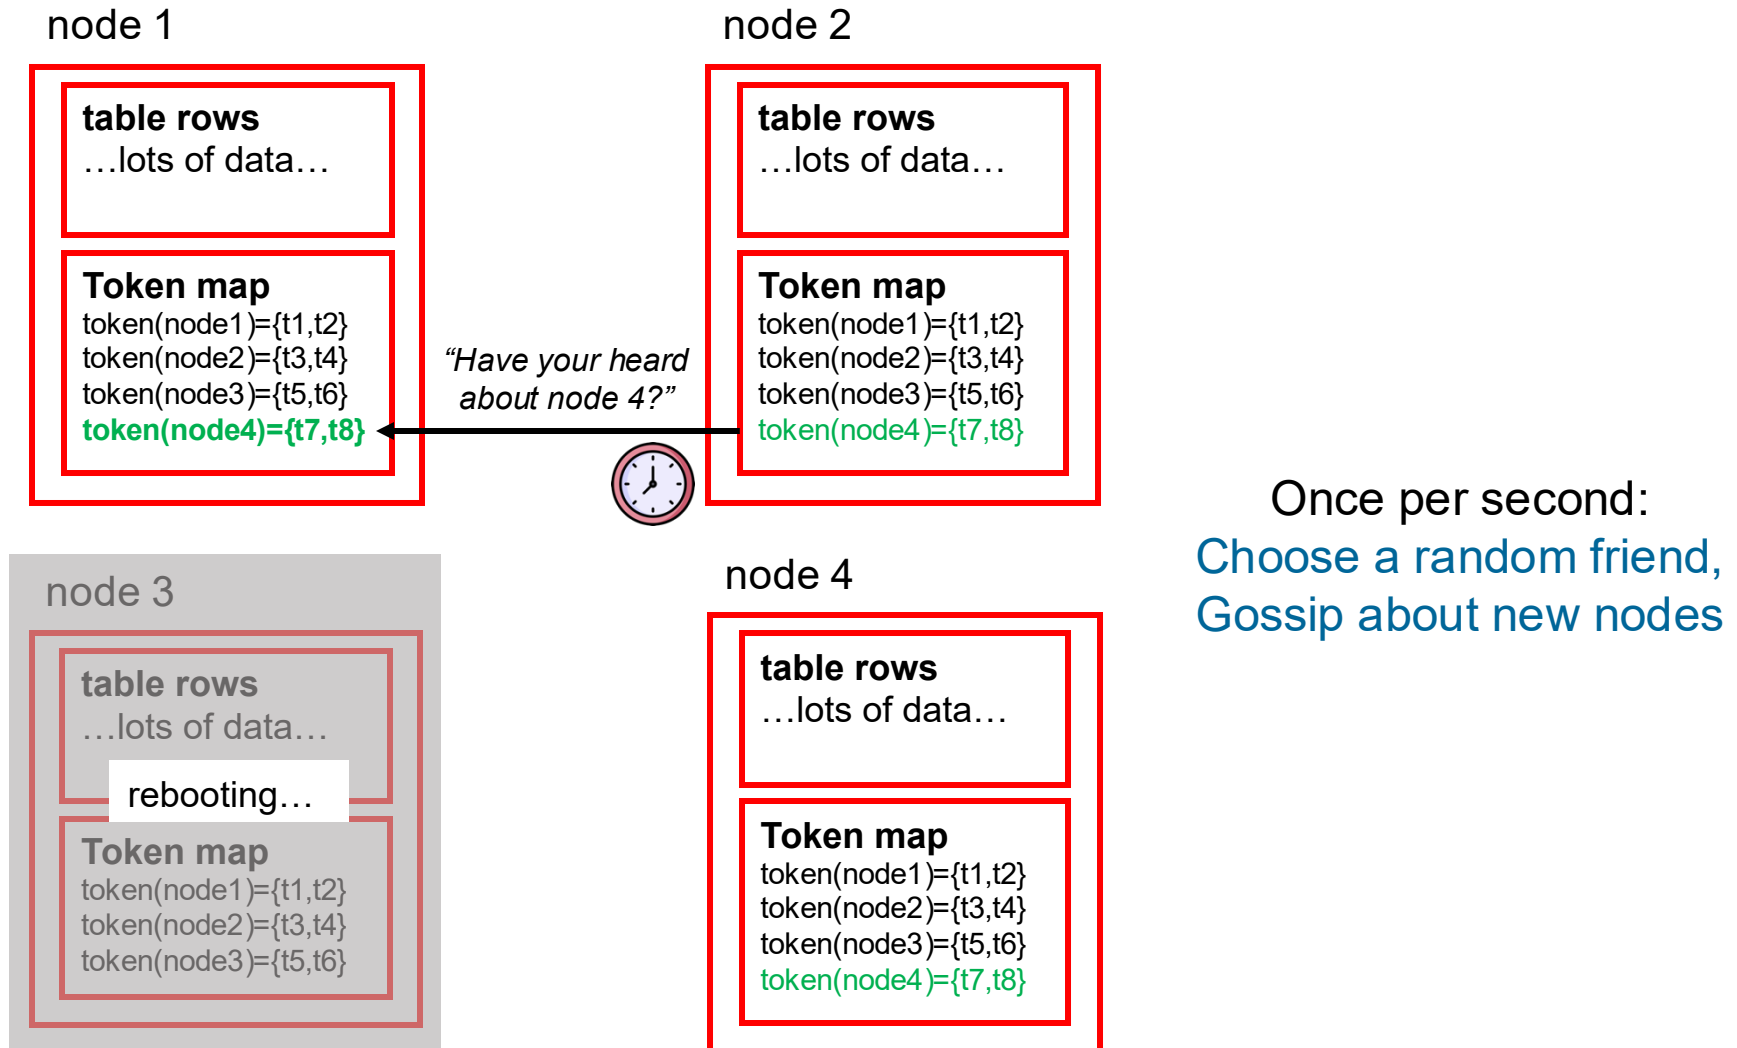 node 1
table rows
…lots of data…
Token map
token(node1)={t1,t2}
token(node2)={t3,t4}
token(node3)={t5,t6}
token(node4)={t7,t8}
“Have your heard
about node 4?”
node 2
table rows
…lots of data…
Token map
token(node1)={t1,t2}
token(node2)={t3,t4}
token(node3)={t5,t6}
token(node4)={t7,t8}
Once per second:
Choose a random friend,
Gossip about new nodes
node 3
table rows
…lots of data…
rebooting…
Token map
token(node1)={t1,t2}
token(node2)={t3,t4}
token(node3)={t5,t6}
node 4
table rows
…lots of data…
Token map
token(node1)={t1,t2}
token(node2)={t3,t4}
token(node3)={t5,t6}
token(node4)={t7,t8}